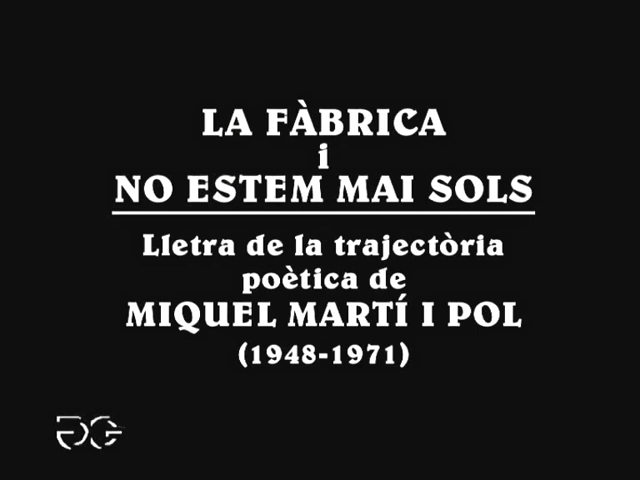 LA FÀBRICA
i
NO ESTEM MAI SOLS
Lletra de la trajectòria
poètica de
MIQUEL MARTÍ I POL
(1948-1971)